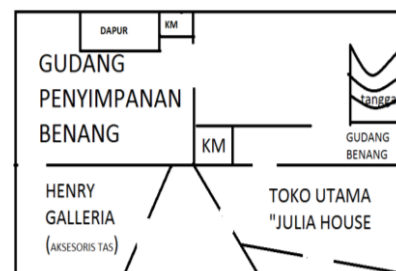 DAPUR
KM
GUDANG
PENYIMPANAN
BENANG
tangga
KM
GUDANG
BENANG
HENRY
GALLERIA
(AKSESORIS TAS)
TOKO UTAMA
"JULIA HOUSE